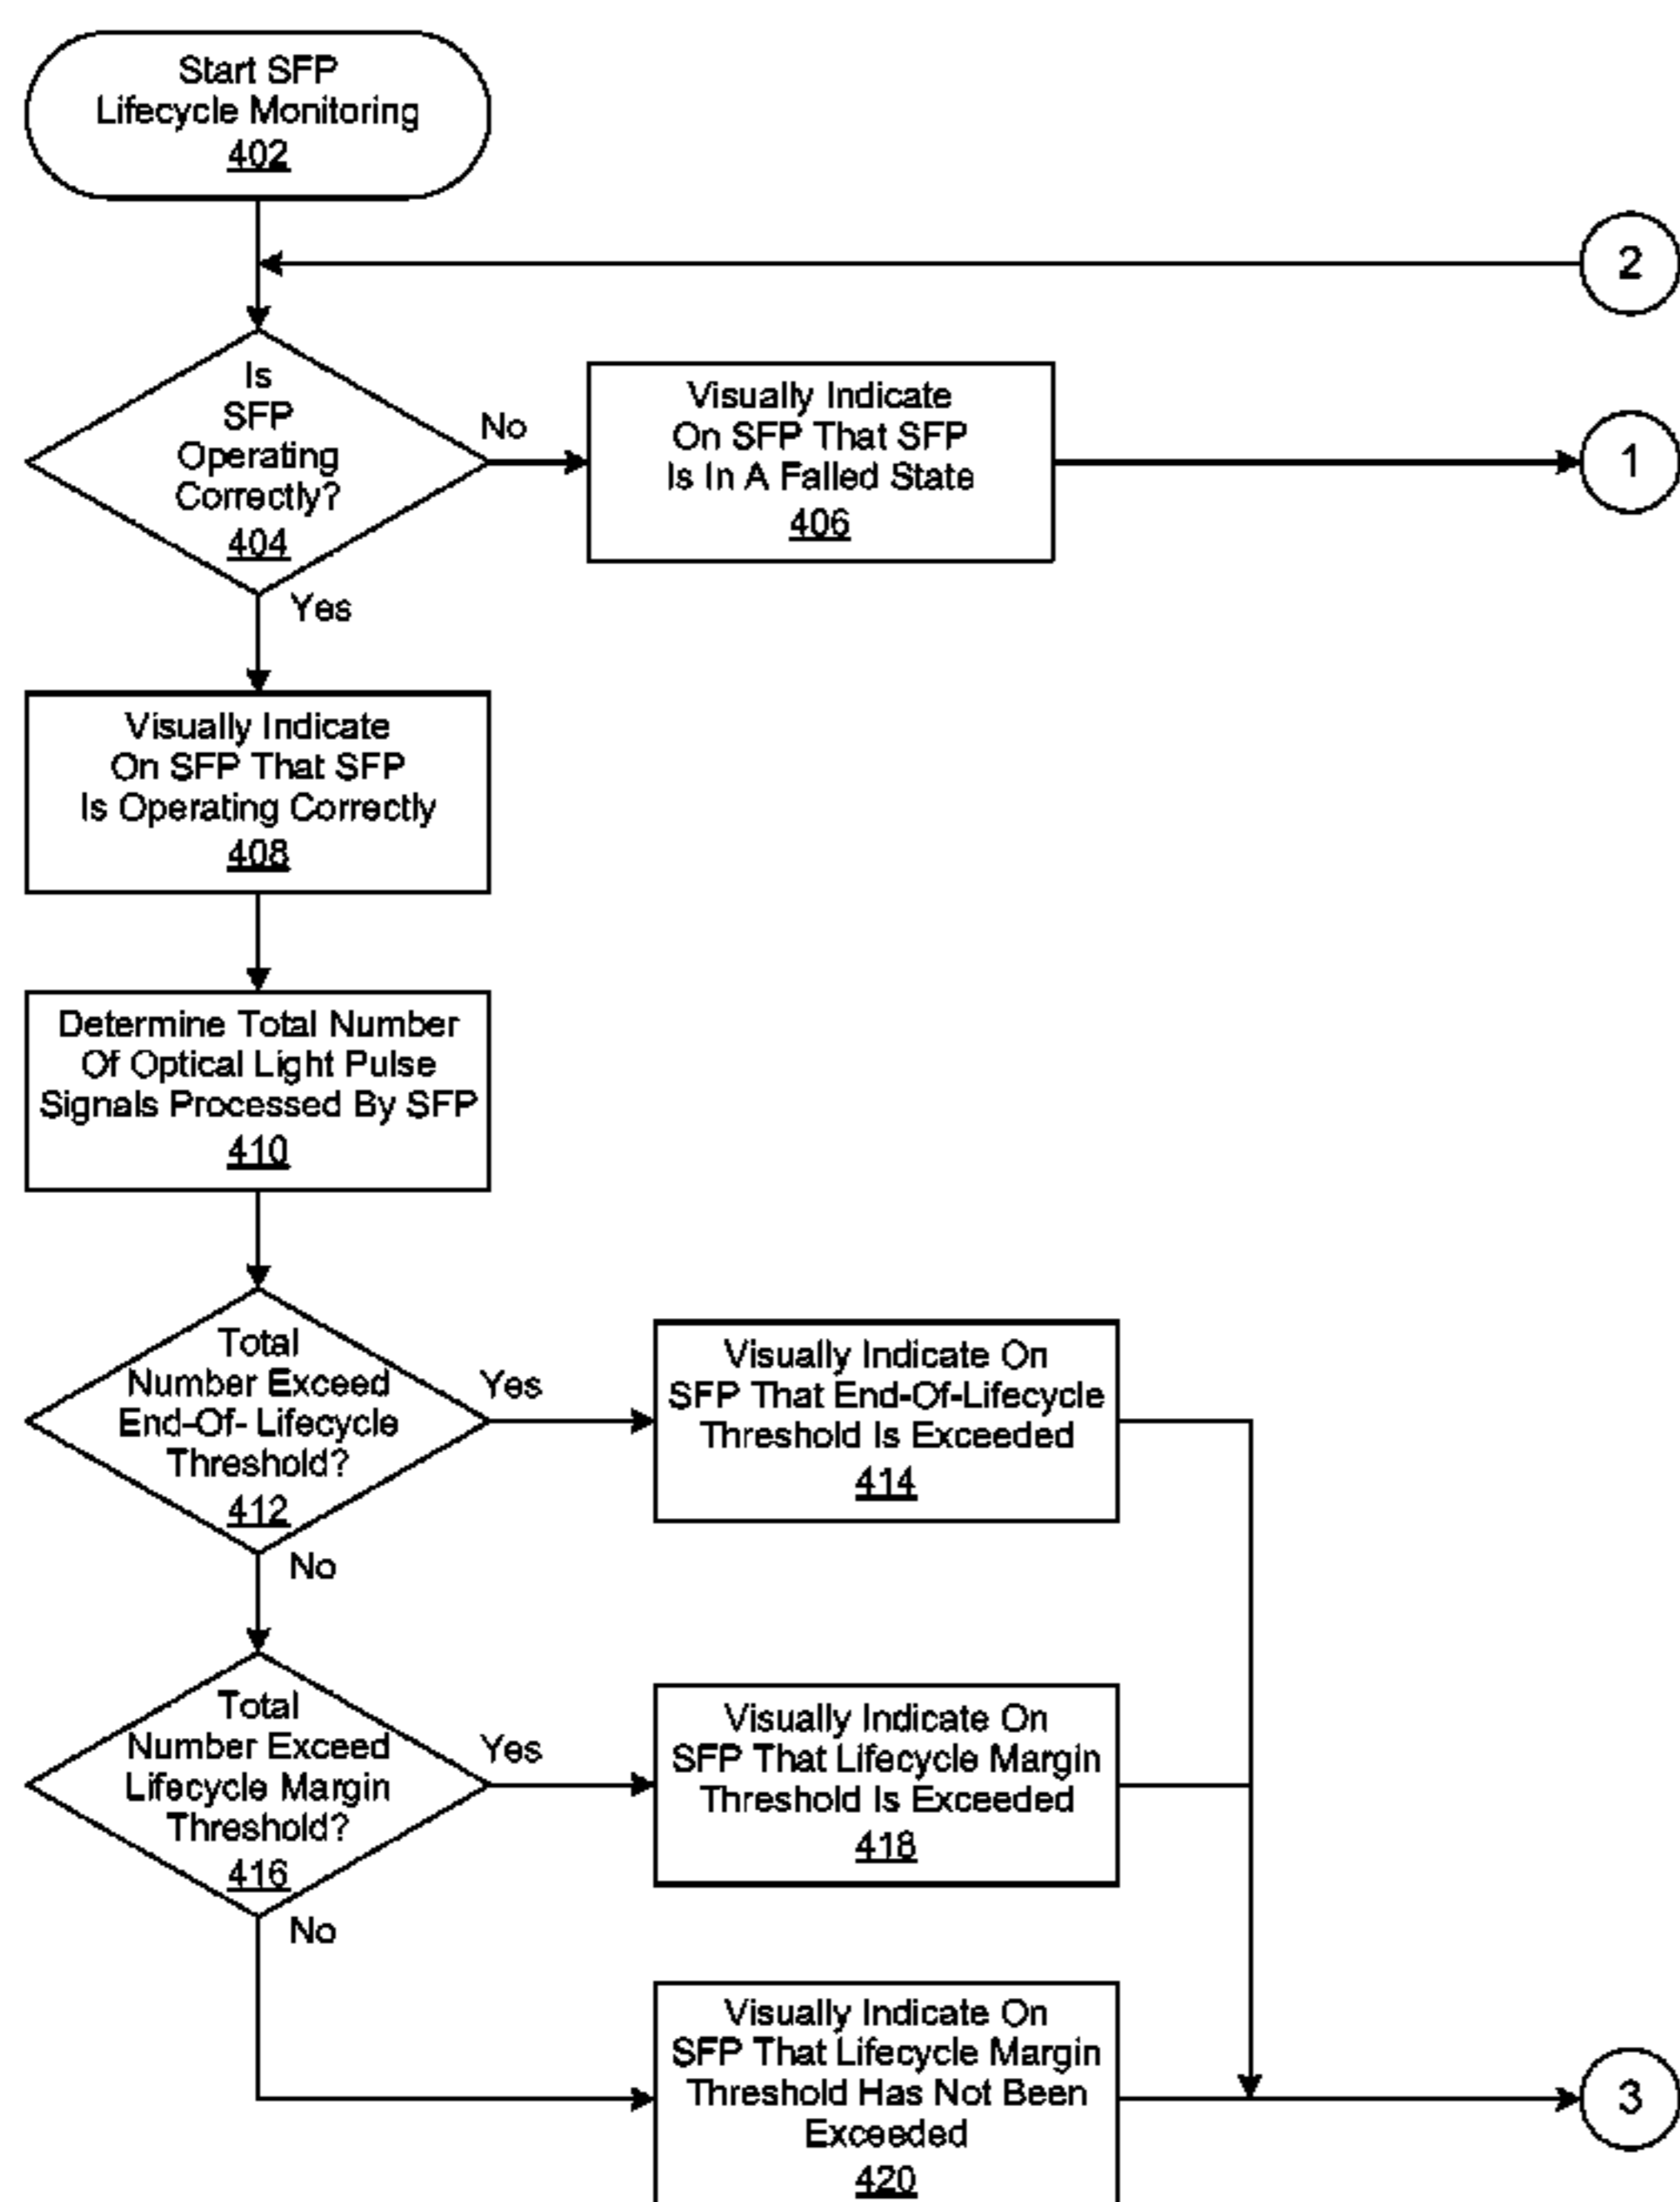 Start SFP
Lifecycle Monitoring
402
2
Is
SFP
Operating
Correctly?
404
No
Visually Indicate
On SFP That SFP
Is In A Falled State
406
1
Yes
Visually Indicate
On SFP That SFP
Is Operating Correctly
408
Determine Total Number
Of Optical Light Pulse
Signals Processed By SFP
410
Total
Number Exceed
End-Of- Lifecycle
Threshold?
412
Yes
Visually Indicate On
SFP That End-Of-Lifecycle
Threshold Is Exceeded
414
No
Total
Number Exceed
Lifecycle Margin
Threshold?
416
Yes
Visually Indicate On
SFP That Lifecycle Margin
Threshold Is Exceeded
418
No
Visually Indicate On
SFP That Lifecycle Margin
Threshold Has Not Been
Exceeded
420
3